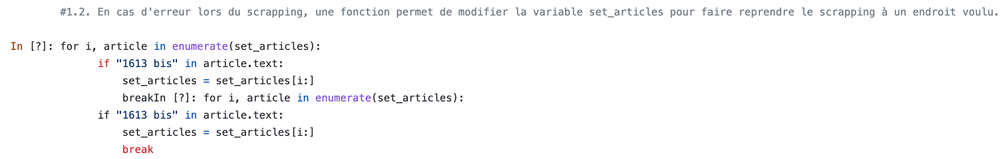 #1.2. En cas d'erreur lors du scrapping, une fonction permet de modifier la variable set_articles pour faire reprendre le scrapping à un endroit voulu.
In [?]: for i, article in enumerate(set_articles):
if "1613 bis" in article.text:
set_articles = set_articles[i:]
breakIn [?]: for i, article in enumerate(set_articles):
if "1613 bis" in article.text:
set_articles = set_articles[i:]
break